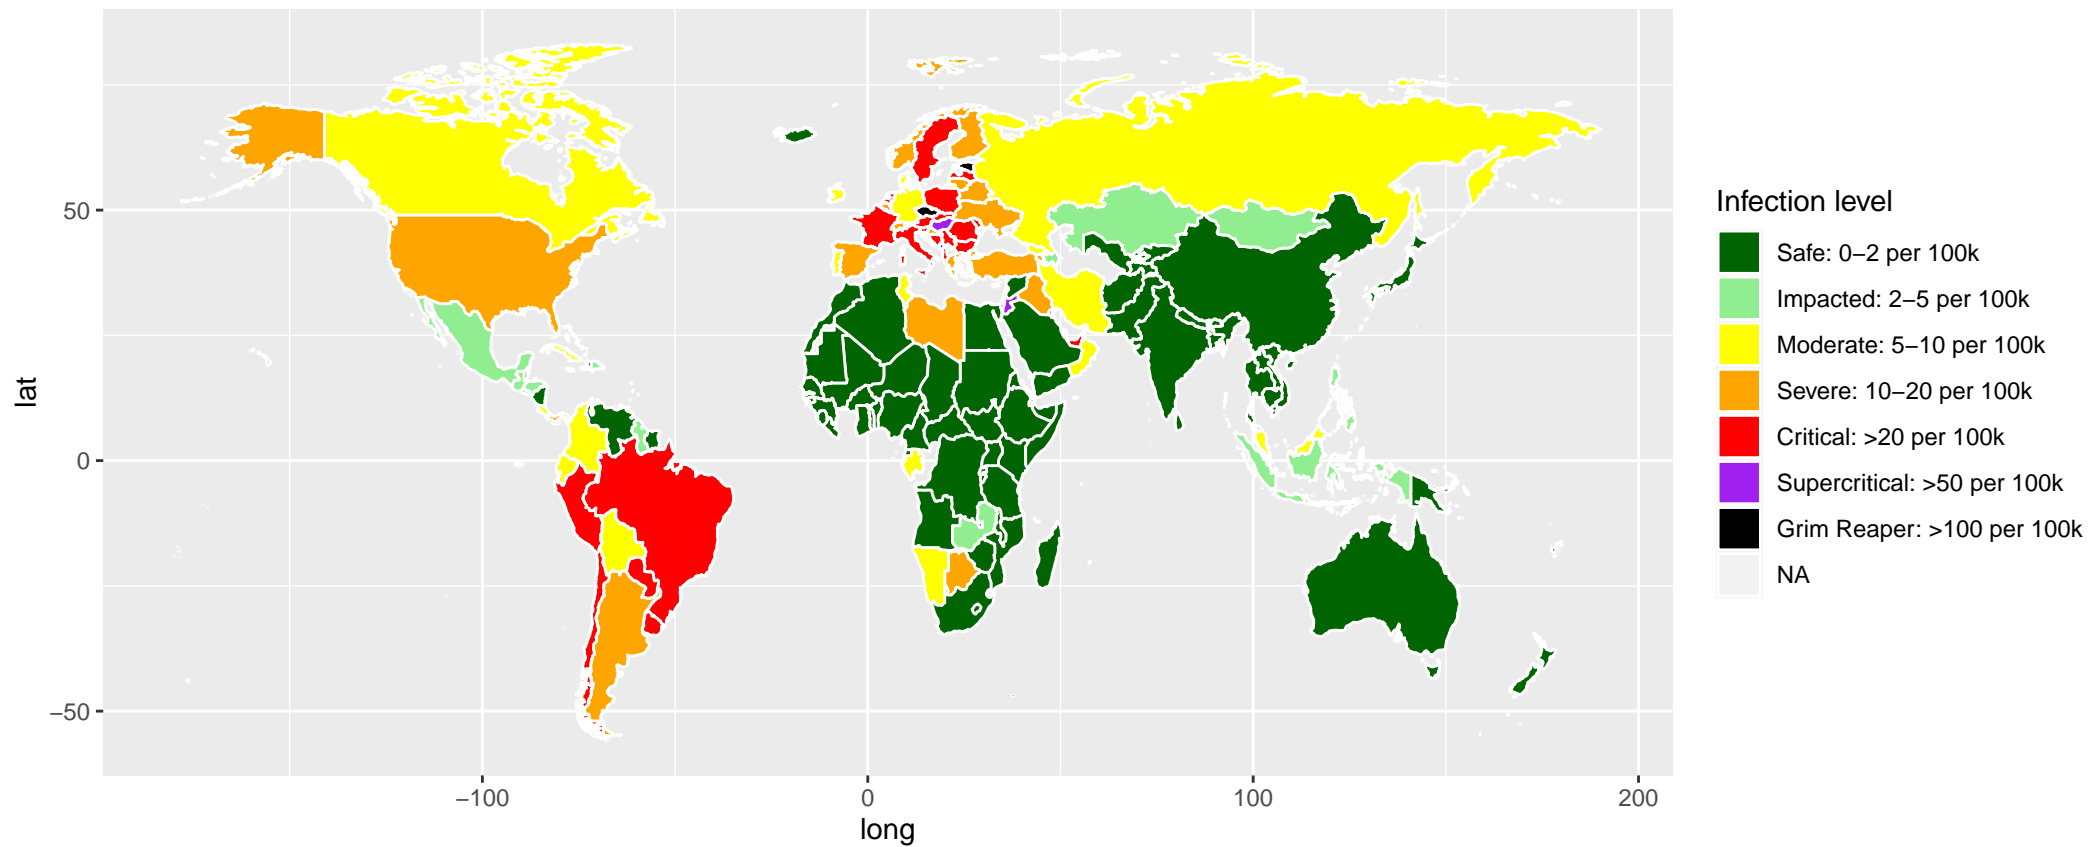 50
0
−50
lat
−100
0
100
200
long
Infection level
Safe: 0−2 per 100k
Impacted: 2−5 per 100k
Moderate: 5−10 per 100k
Severe: 10−20 per 100k
Critical: >20 per 100k
Supercritical: >50 per 100k
Grim Reaper: >100 per 100k
NA